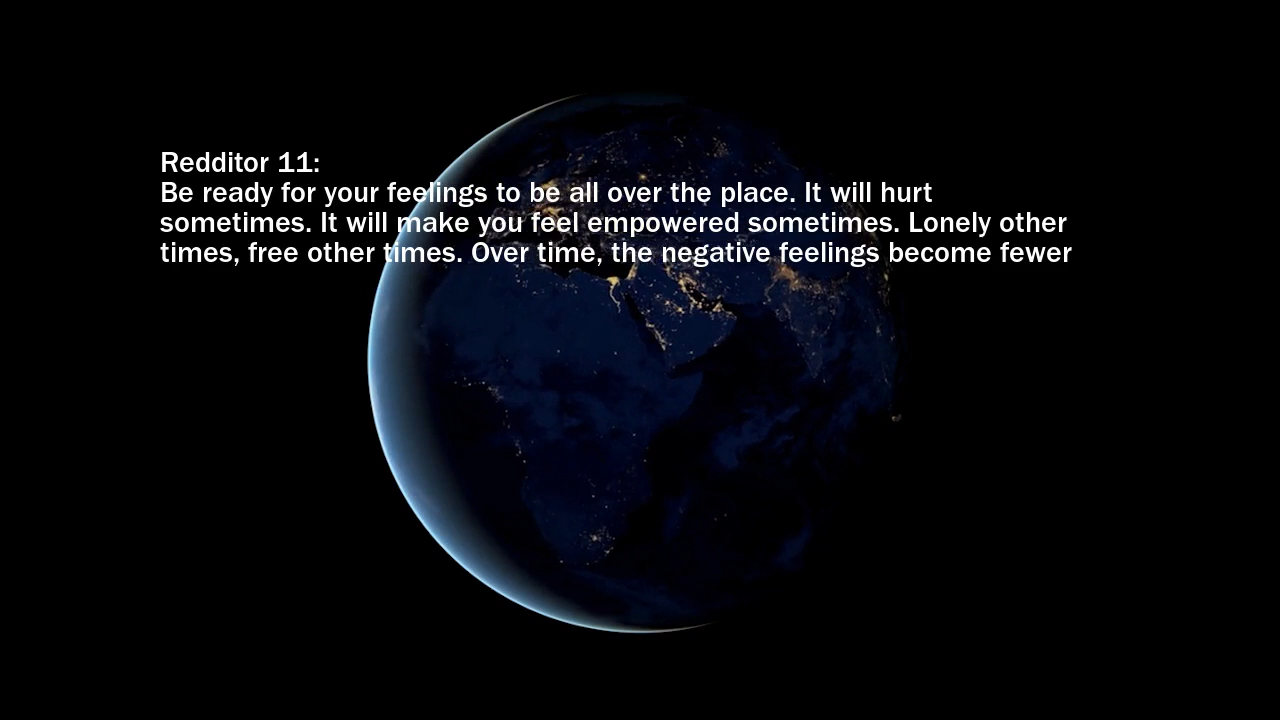 Redditor 11:
Be ready for your feelings to be all over the place. It will hurt
sometimes. It will make you feel empowered sometimes. Lonely other
times, free other times. Over time, the negative feelings become fewer